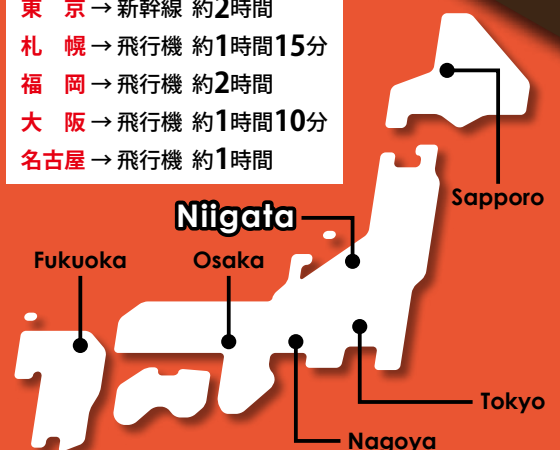 東　京 → 新幹線 約2時間
札　幌 → 飛行機 約1時間15分
福　岡 → 飛行機 約2時間
大　阪 → 飛行機 約1時間10分
名古屋 → 飛行機 約1時間
Sapporo
Niigata
Fukuoka
Osaka
Tokyo
Nagoya